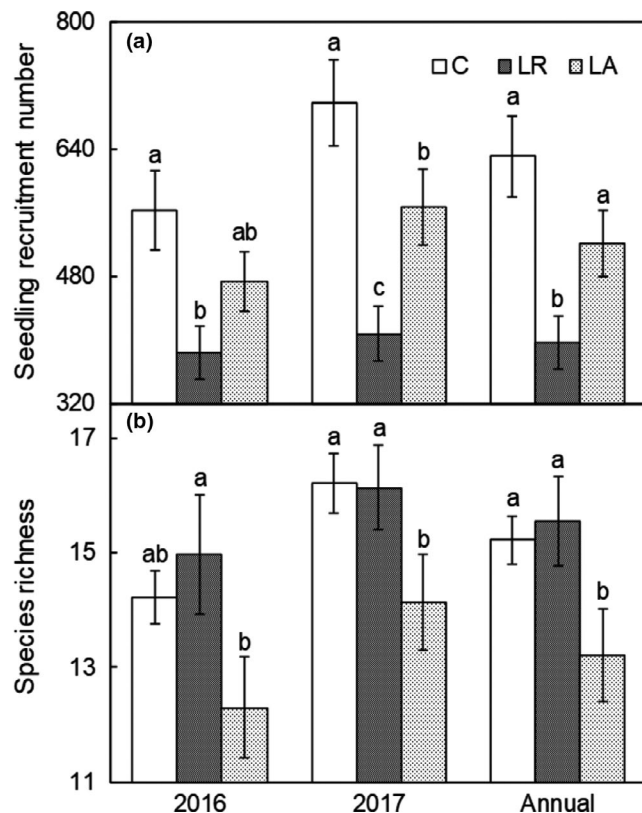 800
(a)
a
C LR LA
a
a
640
a
b
ab
a
480
b
c
b
320
Seedling recruitment number
(b)
17
a a
a
a
a
15
ab
b
b
b
13
11
Species richness
2016 2017 Annual